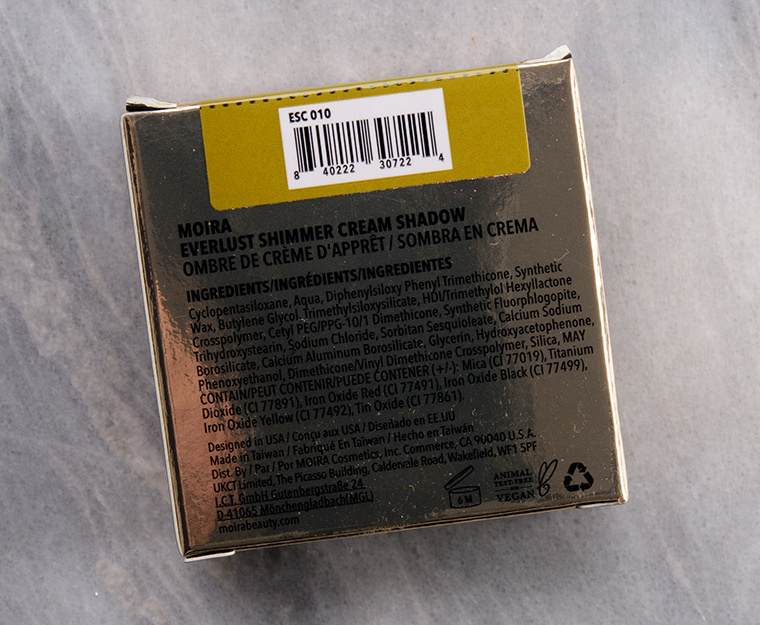 ESC 010
8 40222 30722 4
MOIRA
EVERLUST SHIMMER CREAM SHADOW
OMBRE DE CRÈME D'APPRÊT / SOMBRA EN CREMA
INGREDIENTS/INGRÉDIENTS/INGREDIENTES
Cyclopentasiloxane, Aqua, Diphenylsiloxy Phenyl Trimethicone, Synthetic
Wax, Butylene Glycol, Trimethylsiloxysilicate, HDI/Trimethylol Hexyllactone
Crosspolymer, Cetyl PEG/PPG-10/1 Dimethicone, Synthetic Fluorphlogopite,
Trihydroxystearin, Sodium Chloride, Sorbitan Sesquioleate, Calcium Sodium
Borosilicate, Calcium Aluminum Borosilicate, Glycerin, Hydroxyacetophenone,
Phenoxyethanol, Dimethicone/Vinyl Dimethicone Crosspolymer, Silica, MAY
CONTAIN/PEUT CONTENIR/PUEDE CONTENER (+/-): Mica (CI 77019), Titanium
Dioxide (CI 77891), Iron Oxide Red (CI 77491), Iron Oxide Black (CI 77499),
Iron Oxide Yellow (CI 77492), Tin Oxide (CI 77861).
Designed in USA / Conçu aux USA / Diseñado en EE.UU
Made in Taiwan / Fabriqué En Taiwan / Hecho en Taiwán
Dist. By / Par / Por MOIRA Cosmetics, Inc. Commerce, CA 90040 U.S.A.
UKCT Limited, The Picasso Building, Caldervale Road, Wakefield, WF1 5PF
I.C.T. GmbH Gutenbergstraße 24
D-41065 Mönchengladbach(MGL)
moirabeauty.com
6M
ANIMAL
TEST-FREE
VEGAN